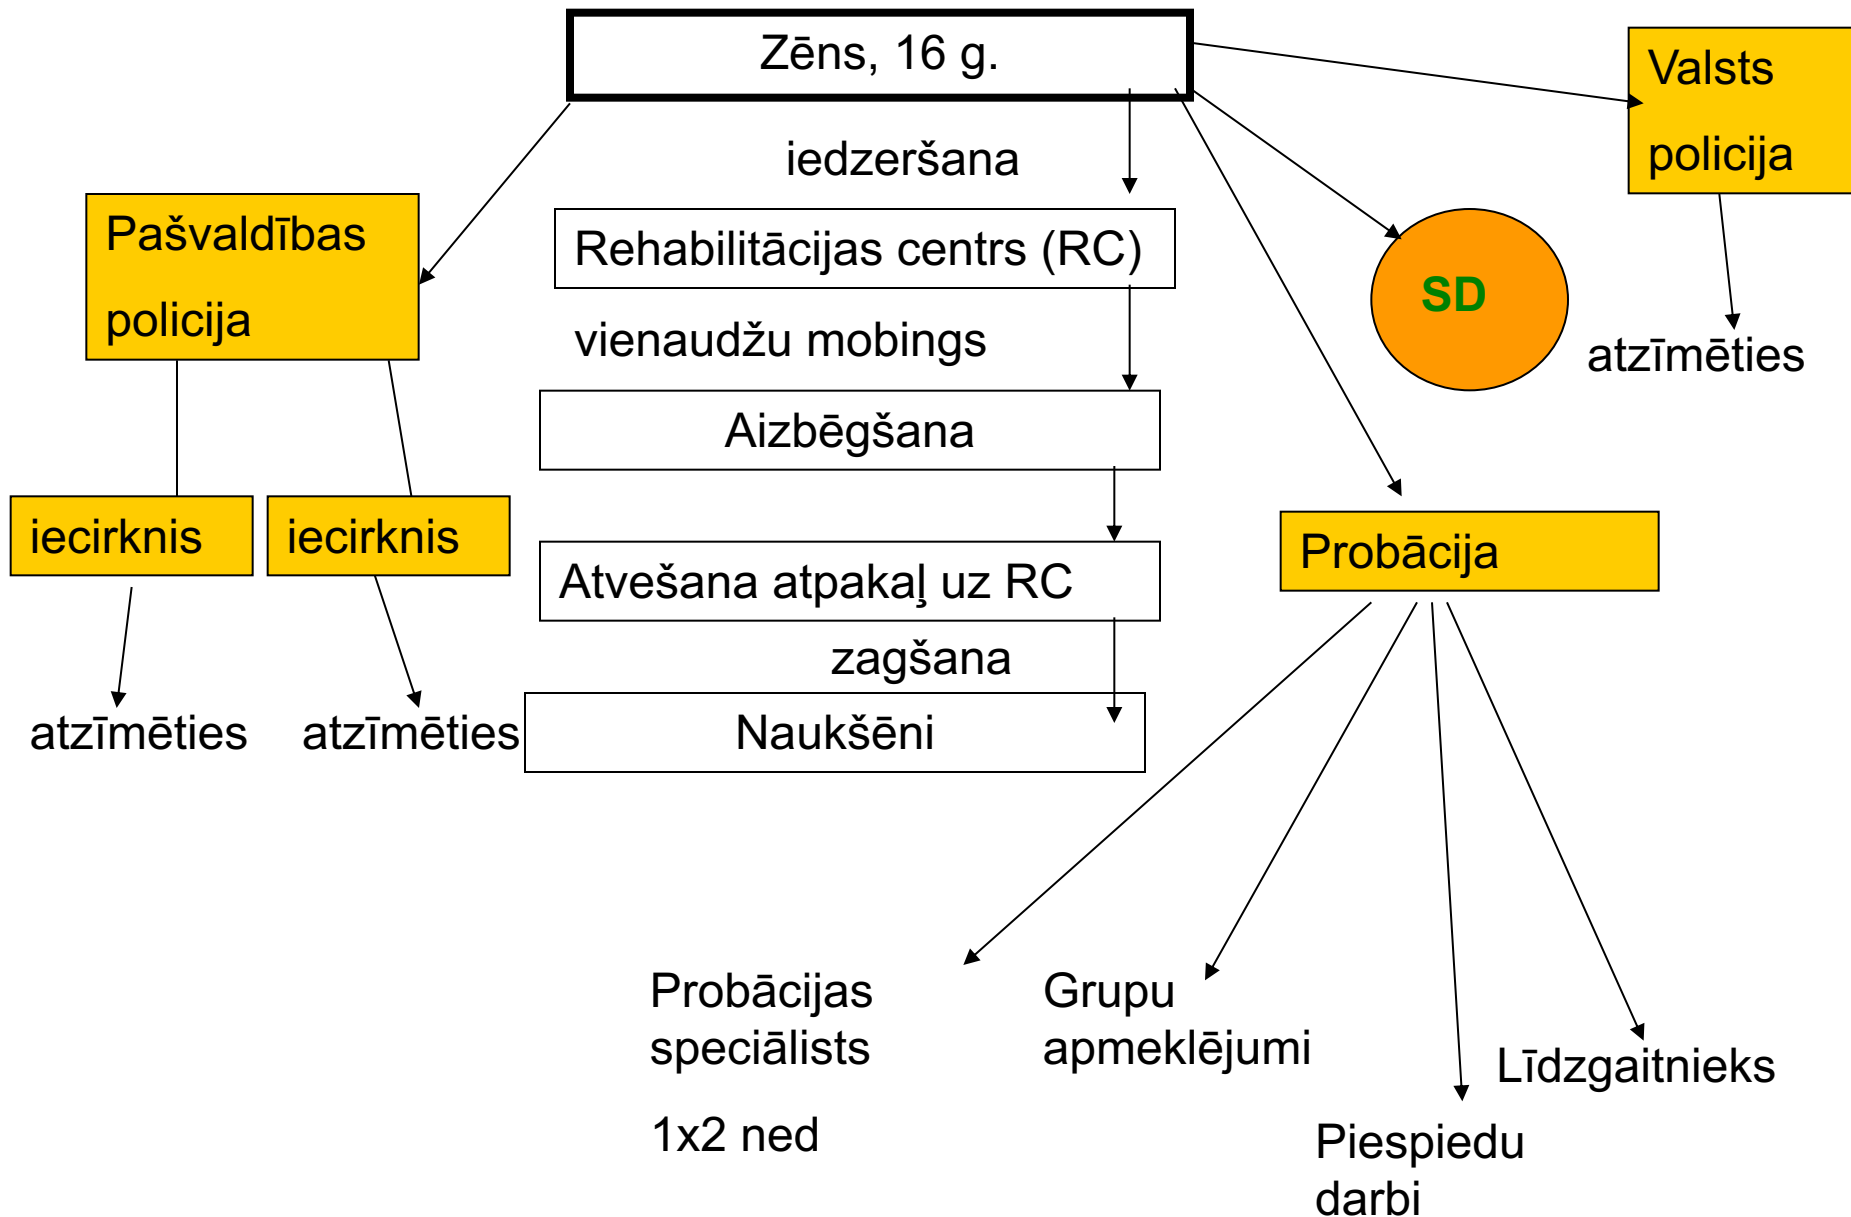 Zēns, 16 g.
Valsts
policija
iedzeršana
Pašvaldības
policija
Rehabilitācijas centrs (RC)
SD
vienaudžu mobings
atzīmēties
Aizbēgšana
iecirknis
iecirknis
Probācija
Atvešana atpakaļ uz RC
zagšana
atzīmēties
atzīmēties
Naukšēni
Probācijas
speciālists
1x2 ned
Grupu
apmeklējumi
Līdzgaitnieks
Piespiedu
darbi